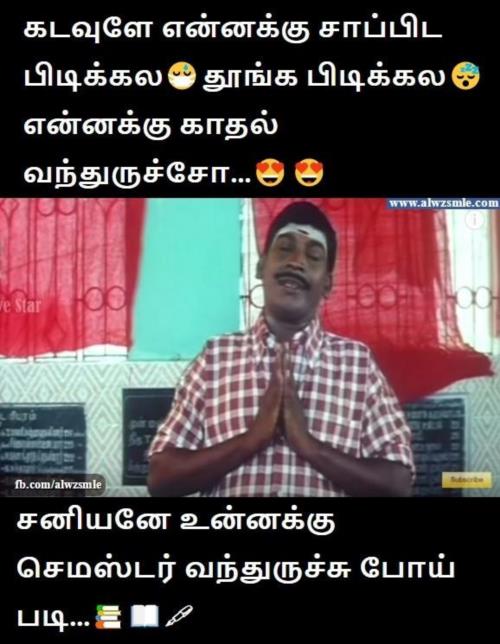 கடவுளே என்னக்கு சாப்பிட
பிடிக்கல😷 தூங்க பிடிக்கல😴
என்னக்கு காதல்
வந்துருச்சோ...😍 😍
www.alwzsmle.com
e Star
fb.com/alwzsmle
Subscribe
சனியனே உன்னக்கு
செமஸ்டர் வந்துருச்சு போய்
படி...📚 📖 🖊